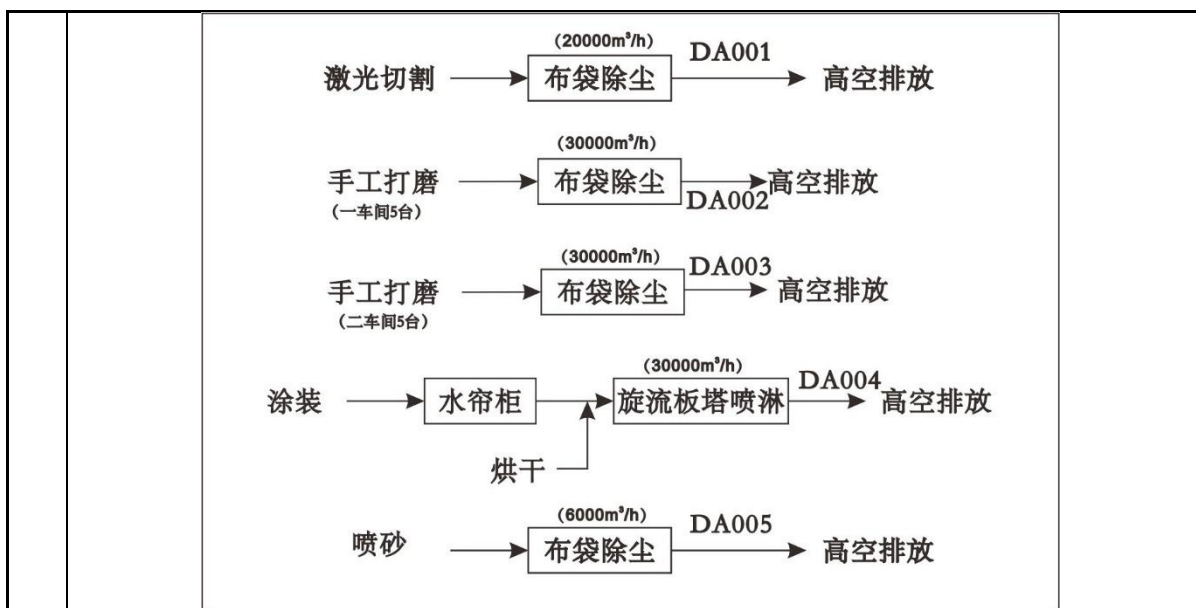 (20000m³/h)
DA001
激光切割
布袋除尘
高空排放
(30000m³/h)
手工打磨
布袋除尘
高空排放
DA002
(一车间5台)
(30000m³/h)
DA003
手工打磨
布袋除尘
高空排放
(二车间5台)
(30000m³/h)
DA004
涂装
水帘柜
旋流板塔喷淋
高空排放
烘干
(6000m³/h)
DA005
喷砂
布袋除尘
高空排放